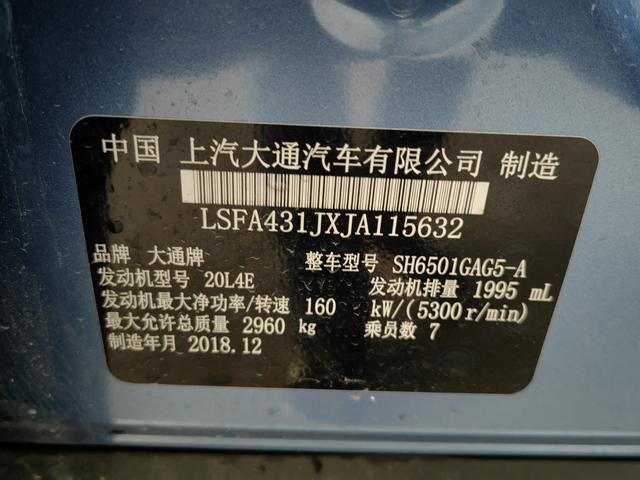 中国 上汽大通汽车有限公司 制造
LSFA431JXJA115632
品牌 大通牌 整车型号 SH6501GAG5-A
发动机型号 20L4E 发动机排量 1995 mL
发动机最大净功率/转速 160 kW/(5300r/min)
最大允许总质量 2960 kg 乘员数 7
制造年月 2018.12